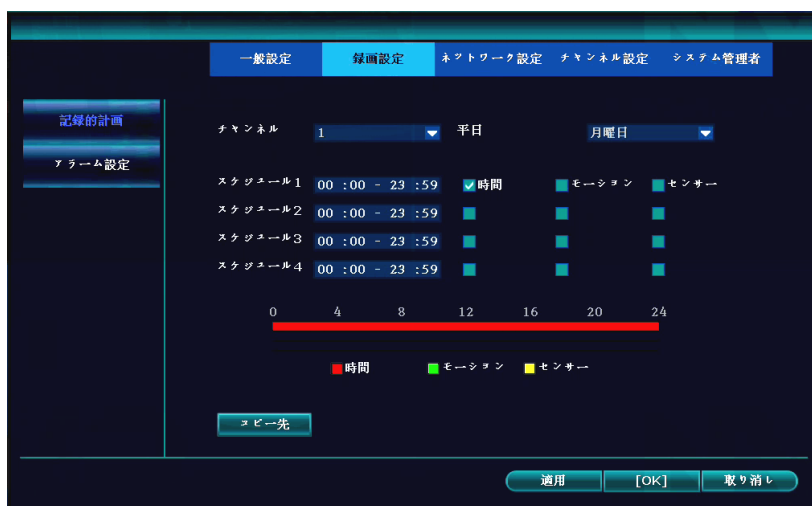 一般設定 録画設定 ネットワーク設定 チャンネル設定 システム管理者
記録的計画
アラーム設定
チャンネル 1 平日 月曜日
スケジュール1 00 :00 - 23 :59 時間 モーション センサー
スケジュール2 00 :00 - 23 :59
スケジュール3 00 :00 - 23 :59
スケジュール4 00 :00 - 23 :59
0 4 8 12 16 20 24
時間 モーション センサー
コピー先
適用 [OK] 取り消し